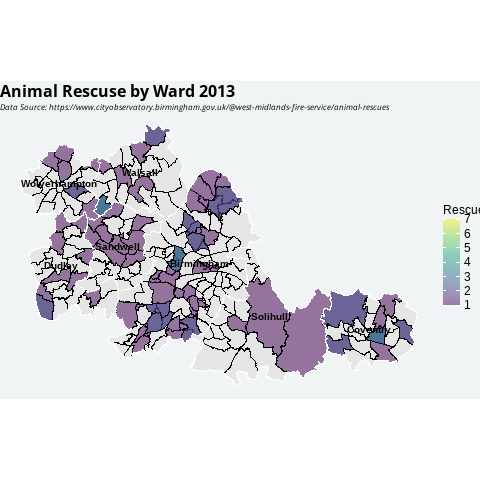 Animal Rescuse by Ward 2013
Data Source: https://www.cityobservatory.birmingham.gov.uk/@west-midlands-fire-service/animal-rescues
Walsall
Wolverhampton
Rescue
7
6
5
4
3
2
1
Sandwell
Dudley
Birmingham
Solihull
Coventry